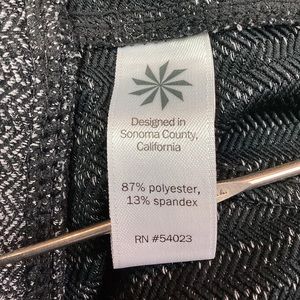 Designed in
Sonoma County,
California
87% polyester,
13% spandex
RN #54023